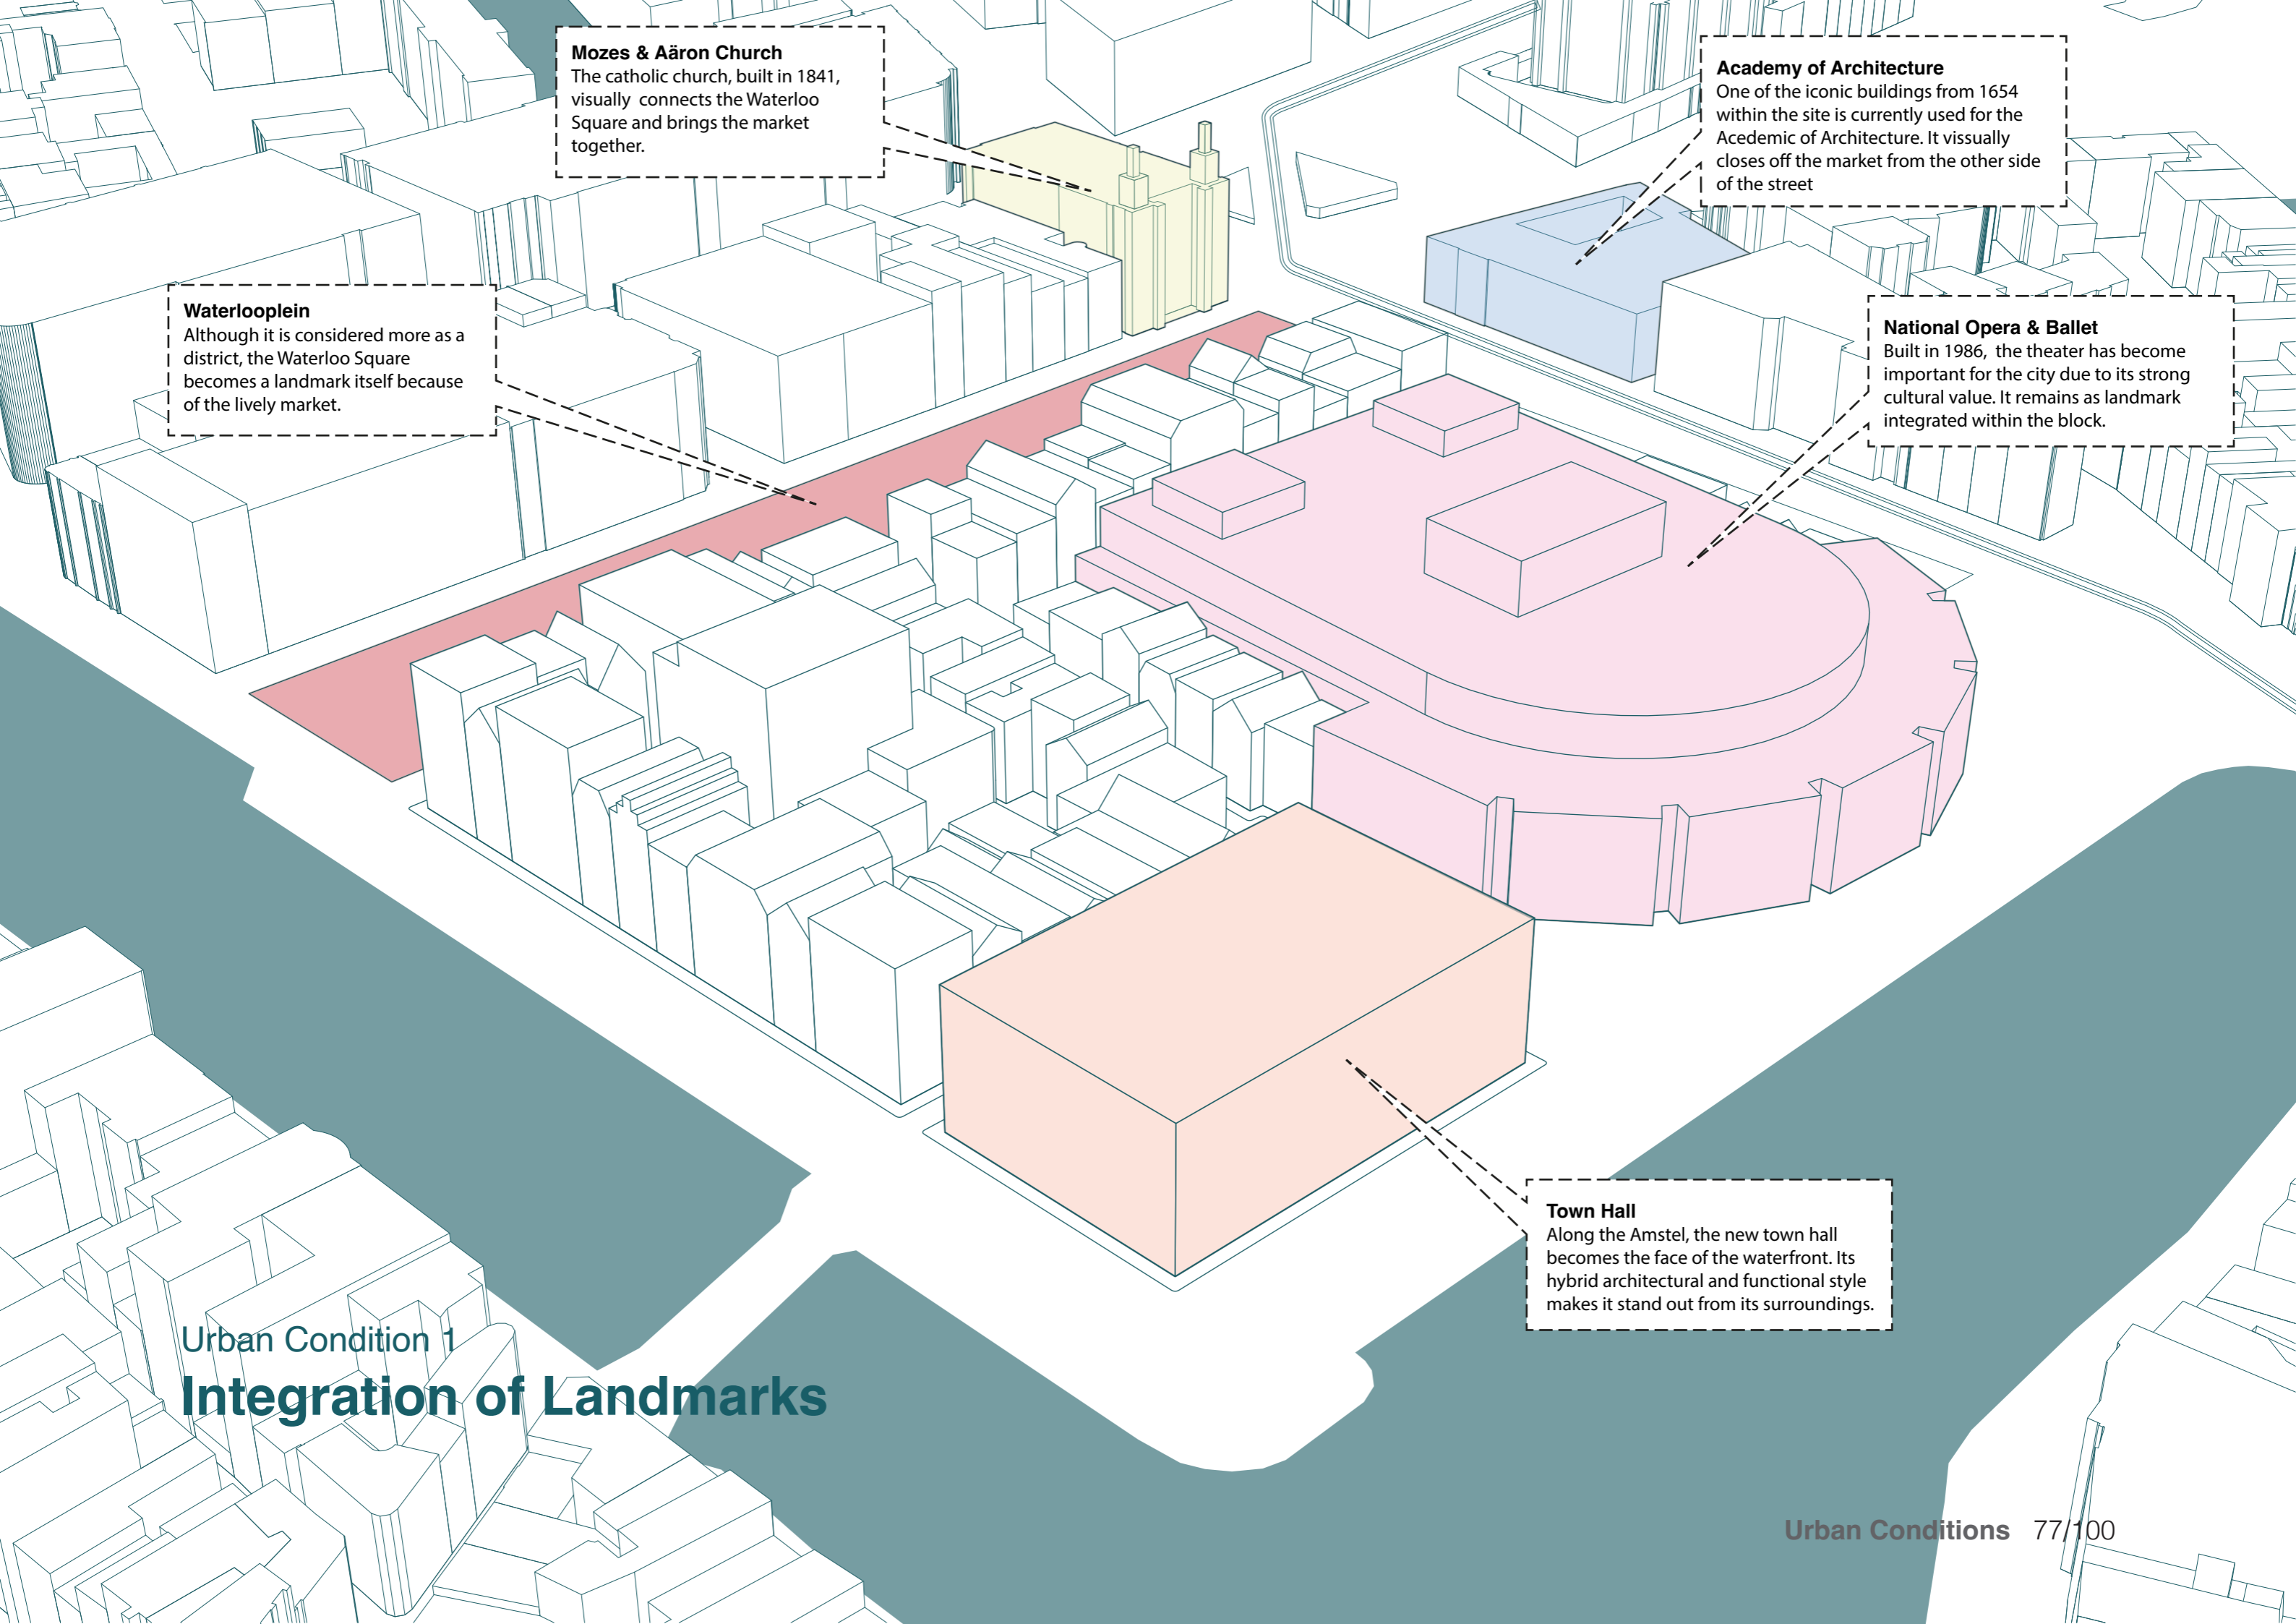 Mozes & Aäron Church
The catholic church, built in 1841,
visually connects the Waterloo
Square and brings the market
together.
Academy of Architecture
One of the iconic buildings from 1654
within the site is currently used for the
Acedemic of Architecture. It vissually
closes off the market from the other side
of the street
Waterlooplein
Although it is considered more as a
district, the Waterloo Square
becomes a landmark itself because
of the lively market.
National Opera & Ballet
Built in 1986, the theater has become
important for the city due to its strong
cultural value. It remains as landmark
integrated within the block.
Town Hall
Along the Amstel, the new town hall
becomes the face of the waterfront. Its
hybrid architectural and functional style
makes it stand out from its surroundings.
Urban Condition 1
Integration of Landmarks
Urban Conditions 77/100